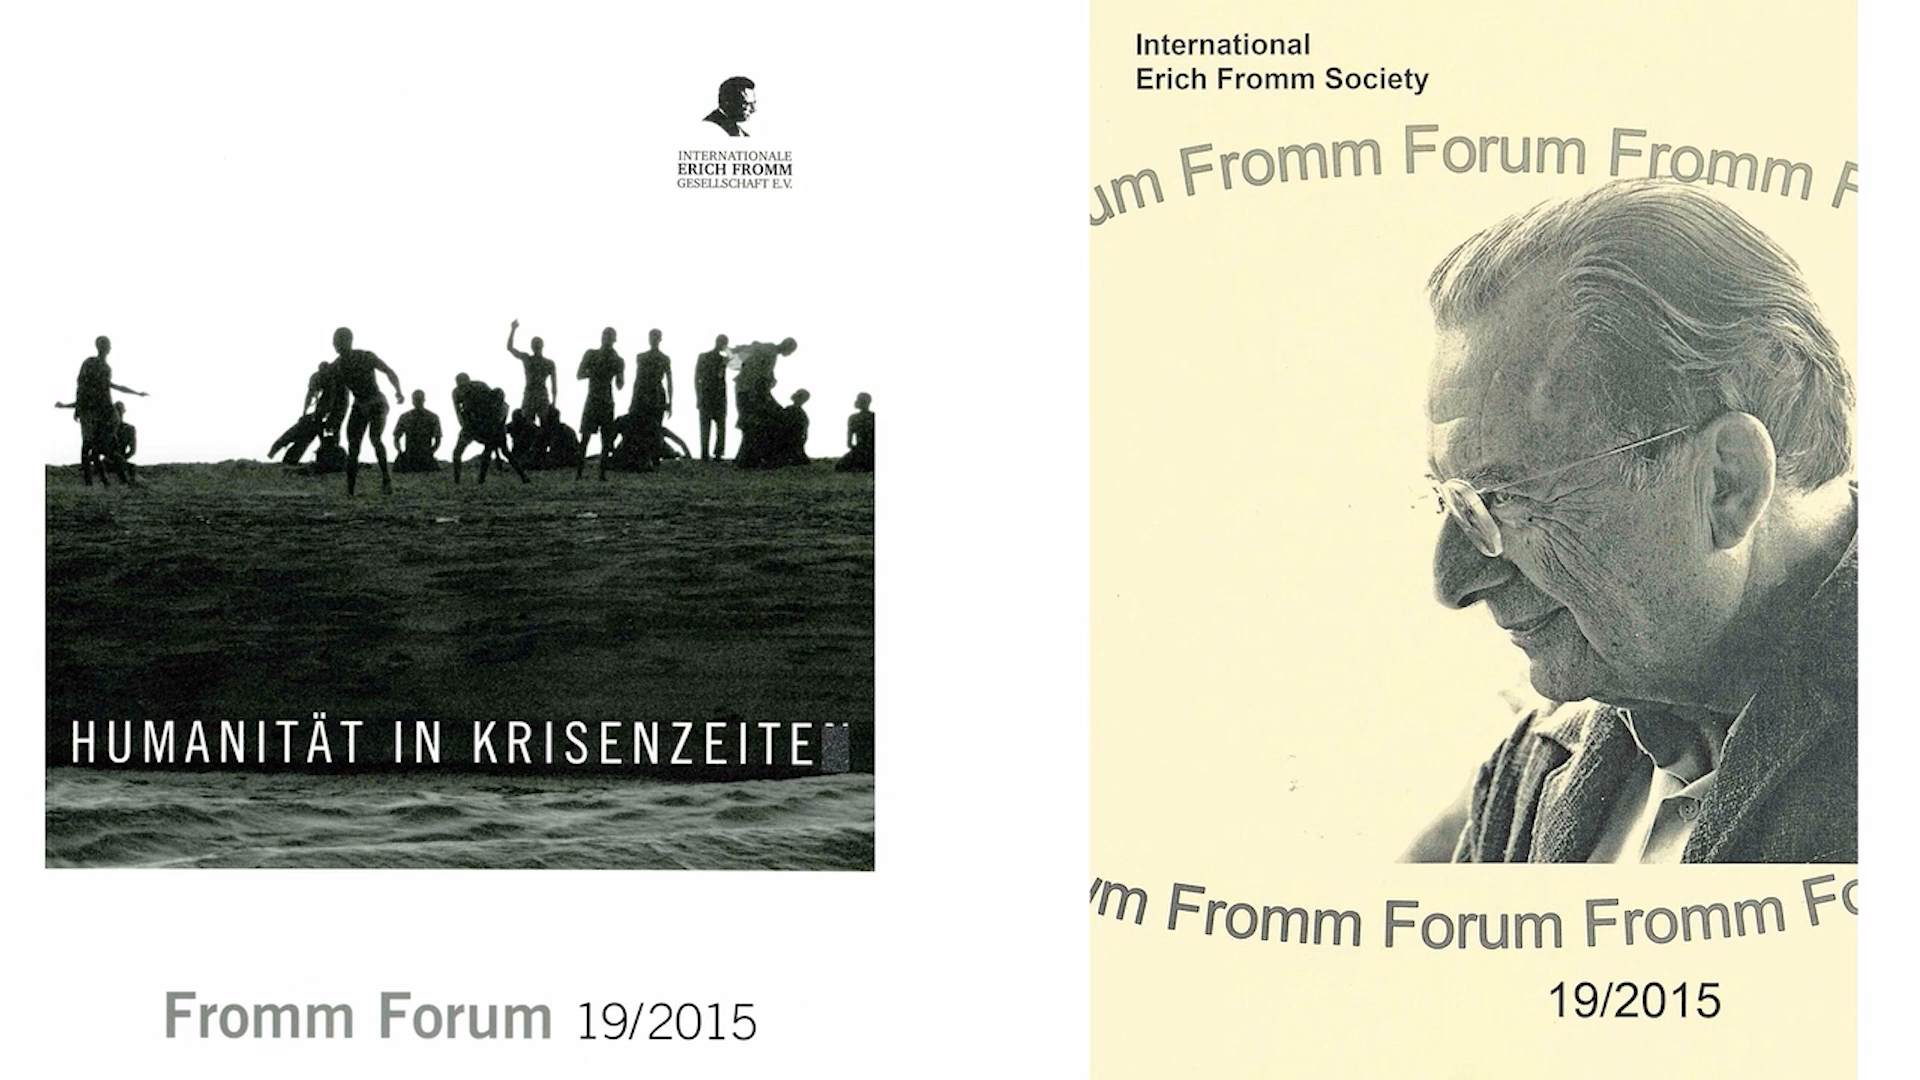 INTERNATIONALE
ERICH FROMM
GESELLSCHAFT E.V.
HUMANITÄT IN KRISENZEITE
Fromm Forum 19/2015
International
Erich Fromm Society
um Fromm Forum Fromm F
um Fromm Forum Fromm Fo
19/2015